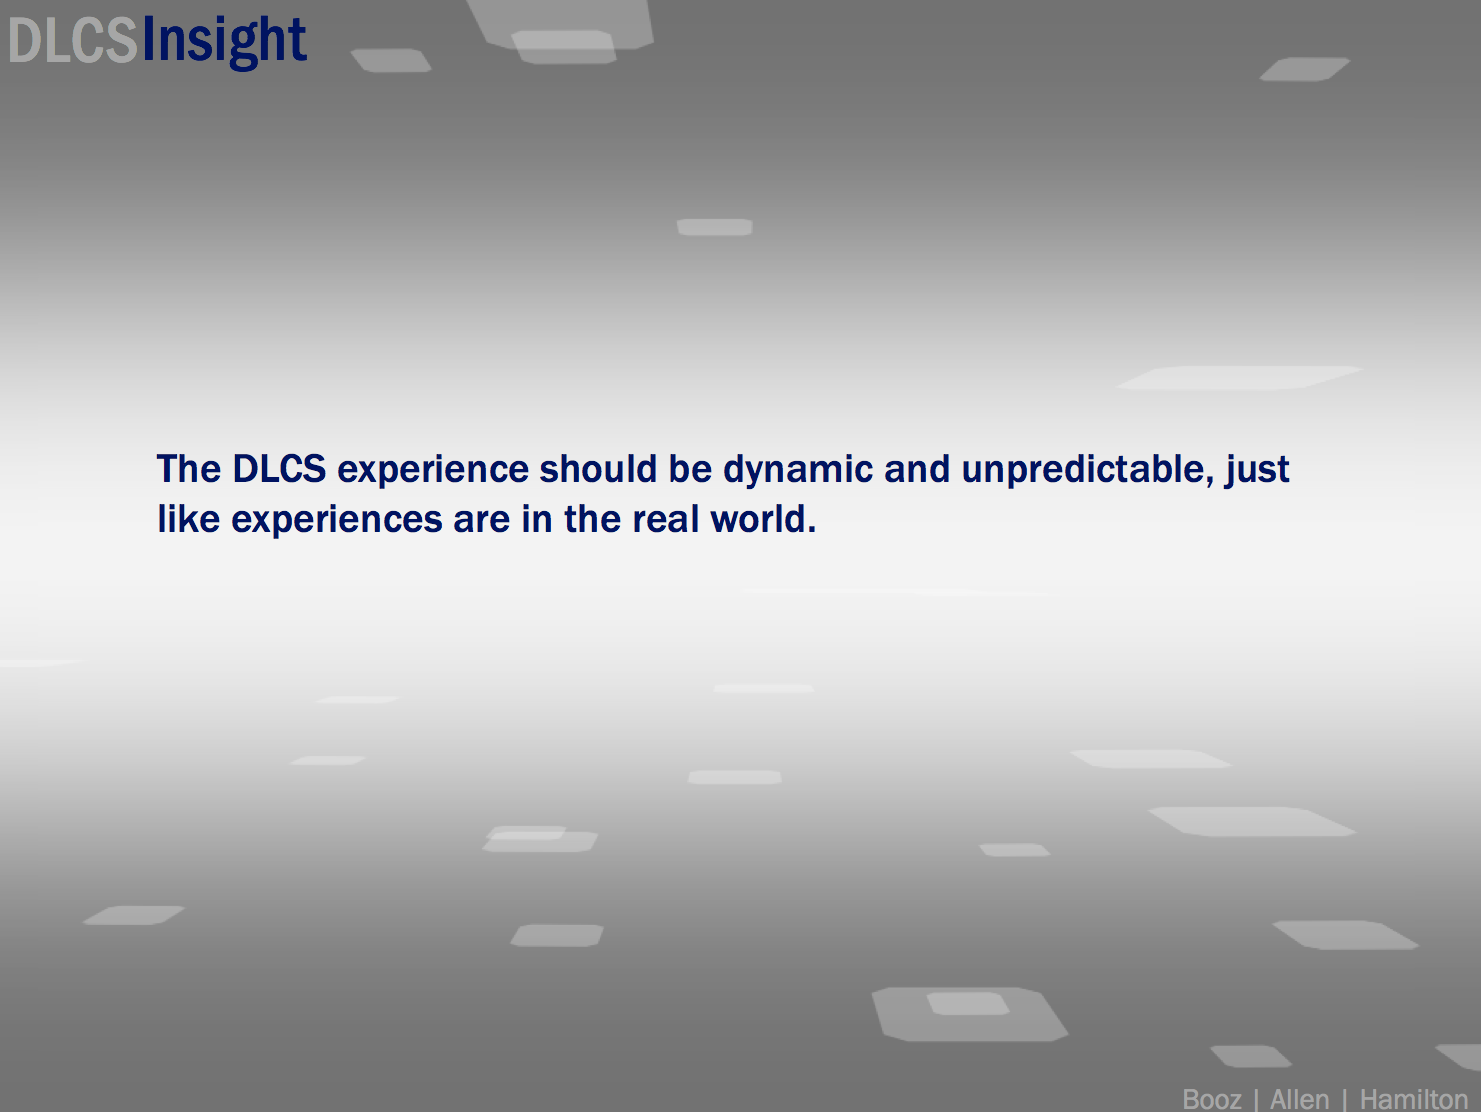 DLCSInsight
The DLCS experience should be dynamic and unpredictable, just
like experiences are in the real world.
Booz | Allen | Hamilton